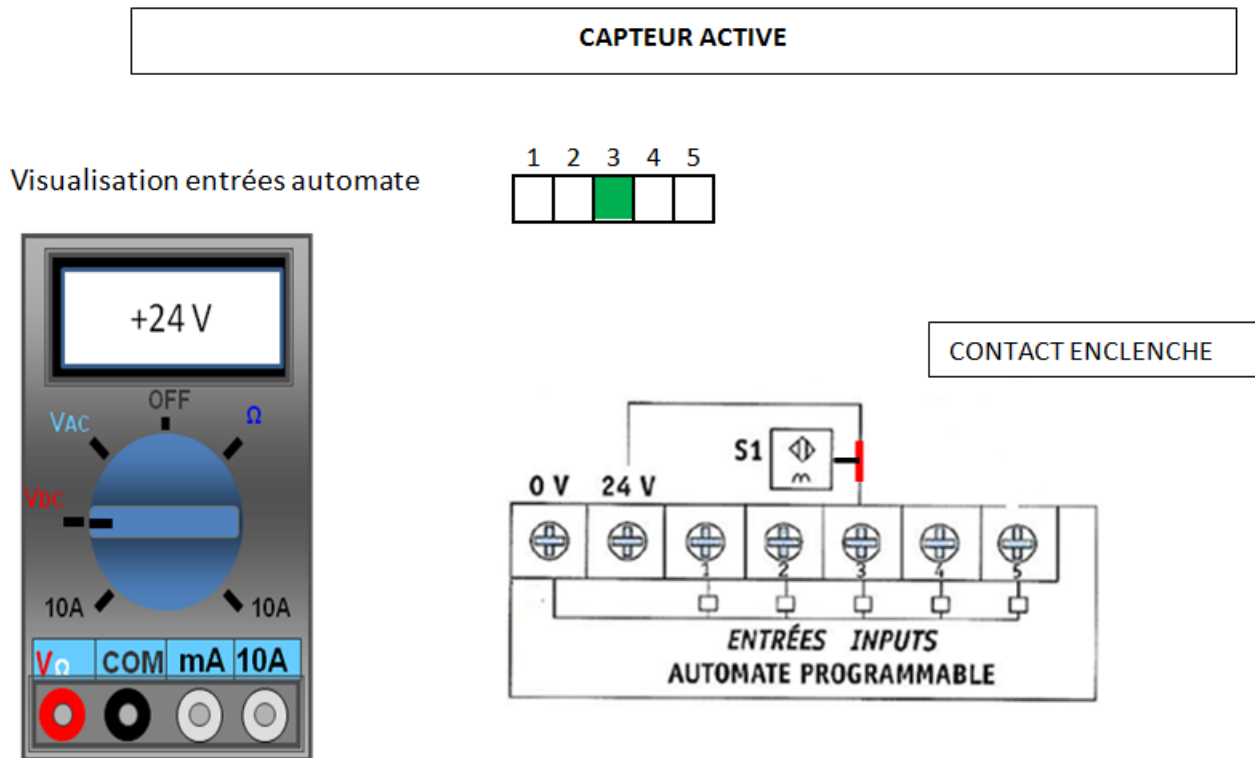 CAPTEUR ACTIVE
1 2 3 4 5
Visualisation entrées automate
+24 V
CONTACT ENCLENCHE
OFF
VAC
Ω
VDC
10A
10A
VΩ COM mA 10A
S1
0 V 24 V
1 2 3 4 5
ENTRÉES INPUTS
AUTOMATE PROGRAMMABLE